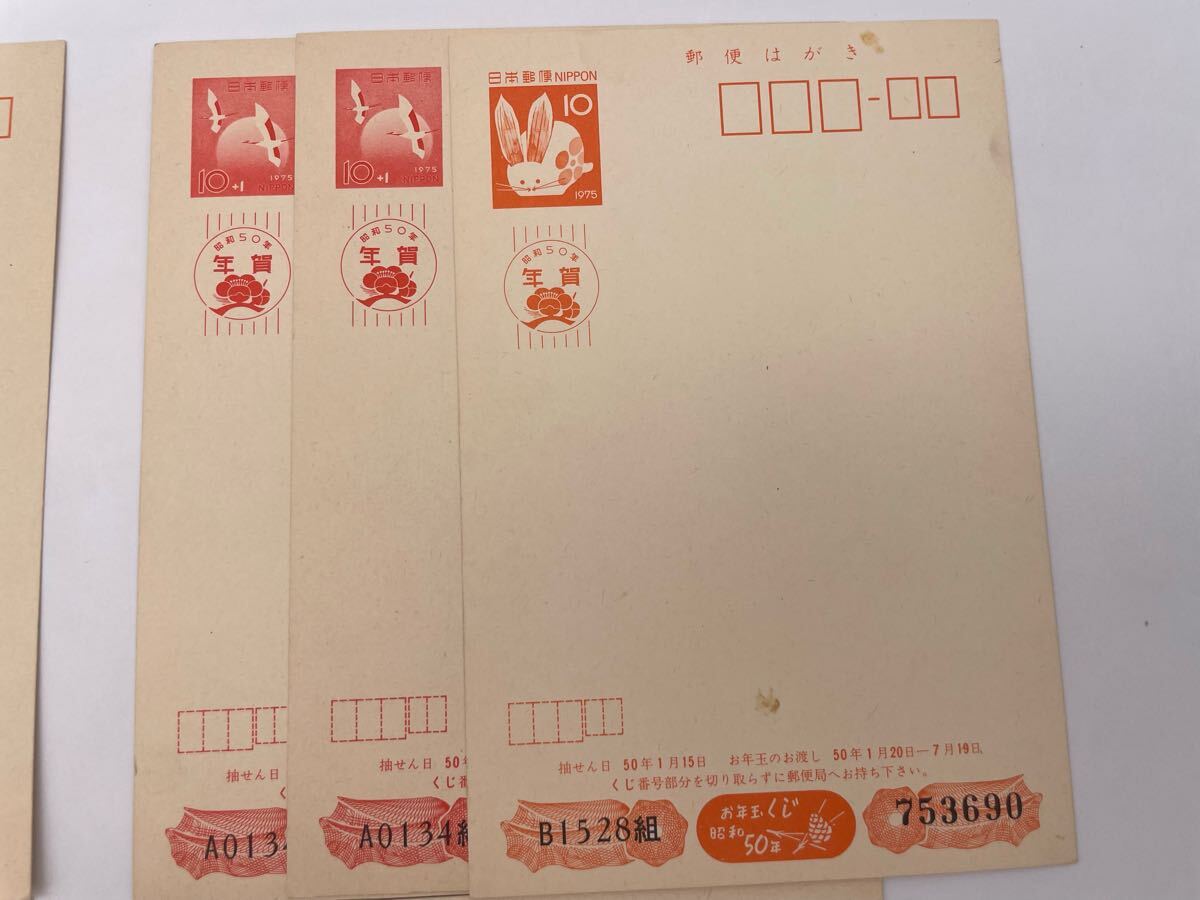 日本郵便
10+1
1975
NIPPON
昭和50年
年賀
A0134
日本郵便
10+1
1975
NIPPON
昭和50年
年賀
抽せん日 50年
A0134組
郵便はがき
日本郵便 NIPPON
10
1975
昭和50年
年賀
抽せん日 50年1月15日 お年玉のお渡し 50年1月20日―7月19日、
くじ番号部分を切り取らずに郵便局へお持ち下さい。
B1528組
お年玉くじ
昭和
50年
753690